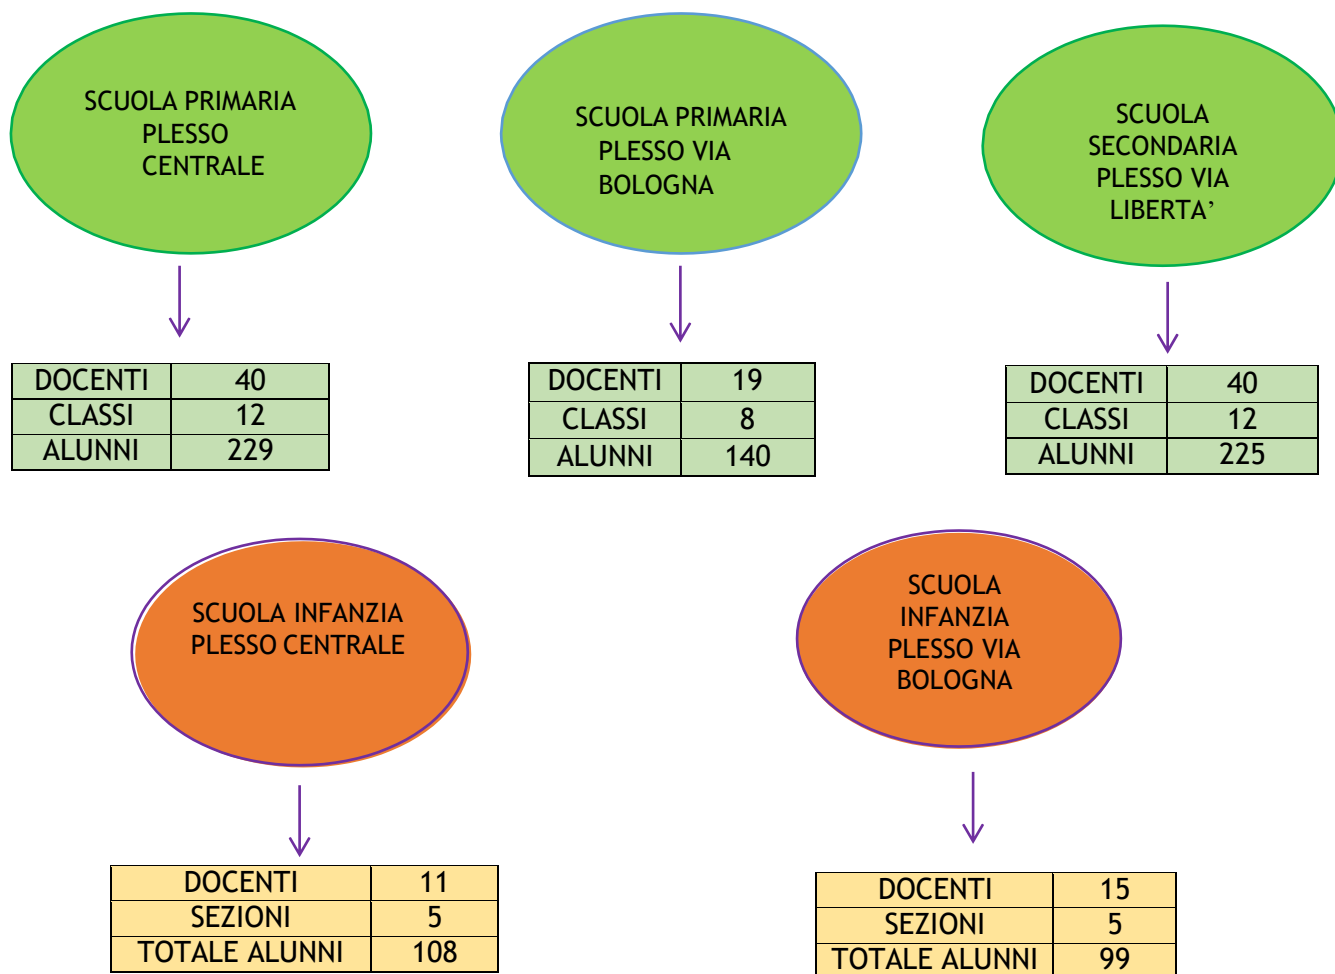 SCUOLA PRIMARIA
PLESSO
CENTRALE
SCUOLA PRIMARIA
PLESSO VIA
BOLOGNA
SCUOLA
SECONDARIA
PLESSO VIA
LIBERTA’
DOCENTI 40
CLASSI 12
ALUNNI 229
DOCENTI 19
CLASSI 8
ALUNNI 140
DOCENTI 40
CLASSI 12
ALUNNI 225
SCUOLA INFANZIA
PLESSO CENTRALE
SCUOLA
INFANZIA
PLESSO VIA
BOLOGNA
DOCENTI 11
SEZIONI 5
TOTALE ALUNNI 108
DOCENTI 15
SEZIONI 5
TOTALE ALUNNI 99